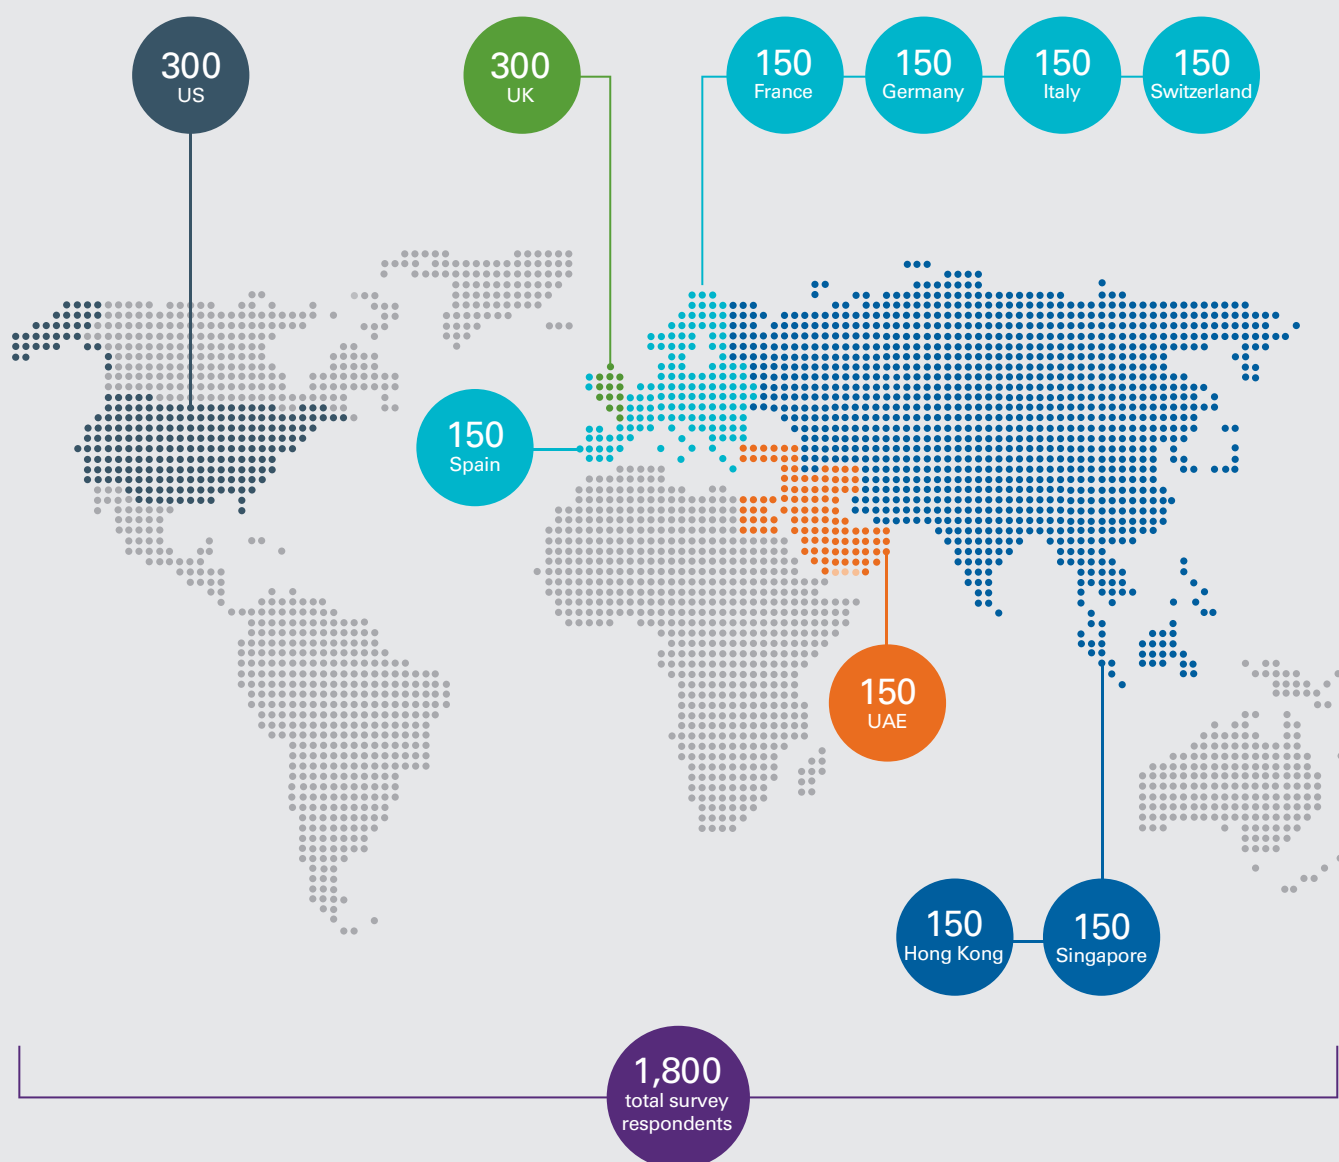 300
US
300
UK
150
France
150
Germany
150
Italy
150
Switzerland
150
Spain
150
UAE
150
Hong Kong
150
Singapore
1,800
total survey
respondents